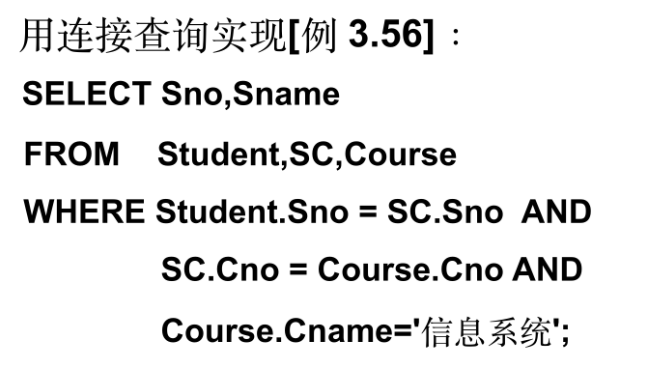 用连接查询实现[例 3.56]：
SELECT Sno,Sname
FROM Student,SC,Course
WHERE Student.Sno = SC.Sno AND
SC.Cno = Course.Cno AND
Course.Cname='信息系统';